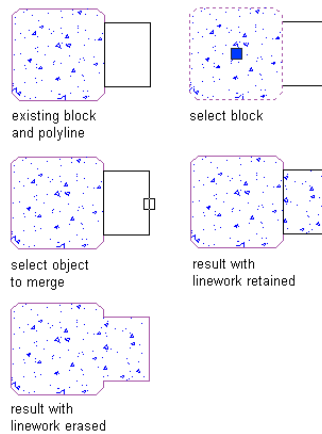 existing block
and polyline
select block
select object
to merge
result with
linework retained
result with
linework erased